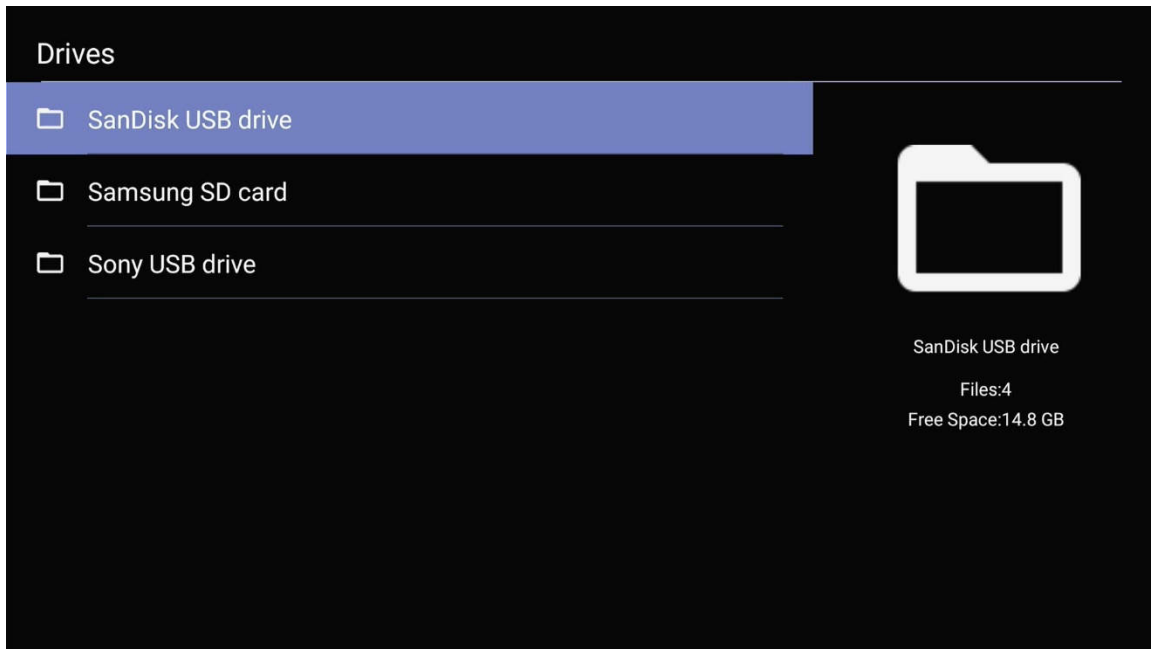 Drives
SanDisk USB drive
Samsung SD card
Sony USB drive
SanDisk USB drive
Files:4
Free Space:14.8 GB